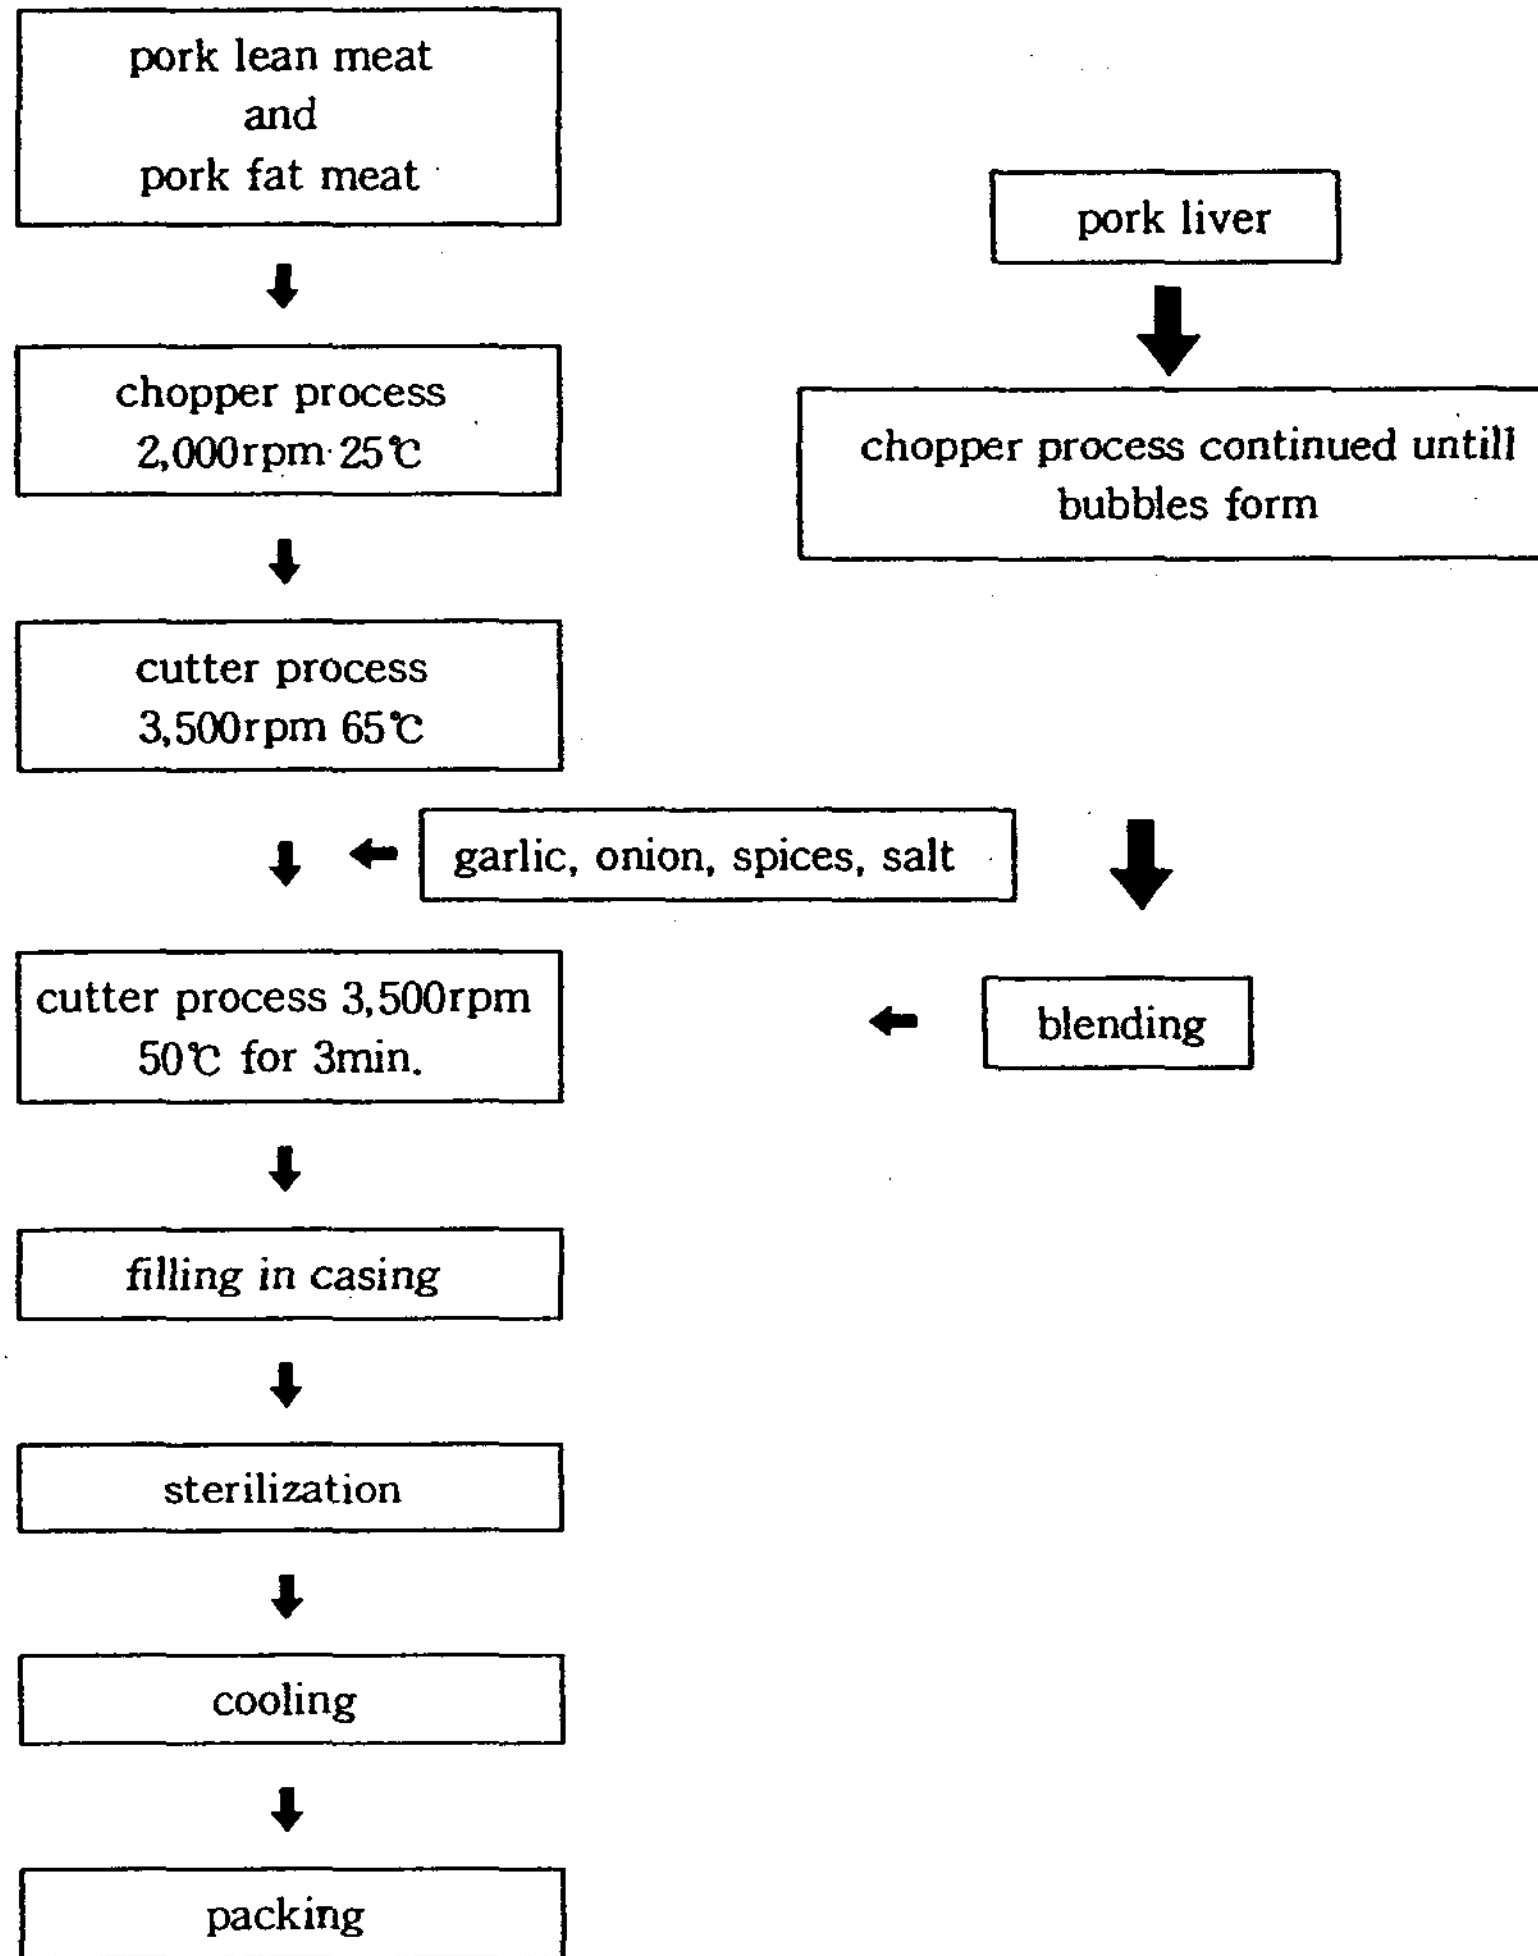 pork lean meat
and
pork fat meat
pork liver
chopper process
2,000rpm 25℃
chopper process continued untill
bubbles form
cutter process
3,500rpm 65℃
garlic, onion, spices, salt
cutter process 3,500rpm
50℃ for 3min.
blending
filling in casing
sterilization
cooling
packing